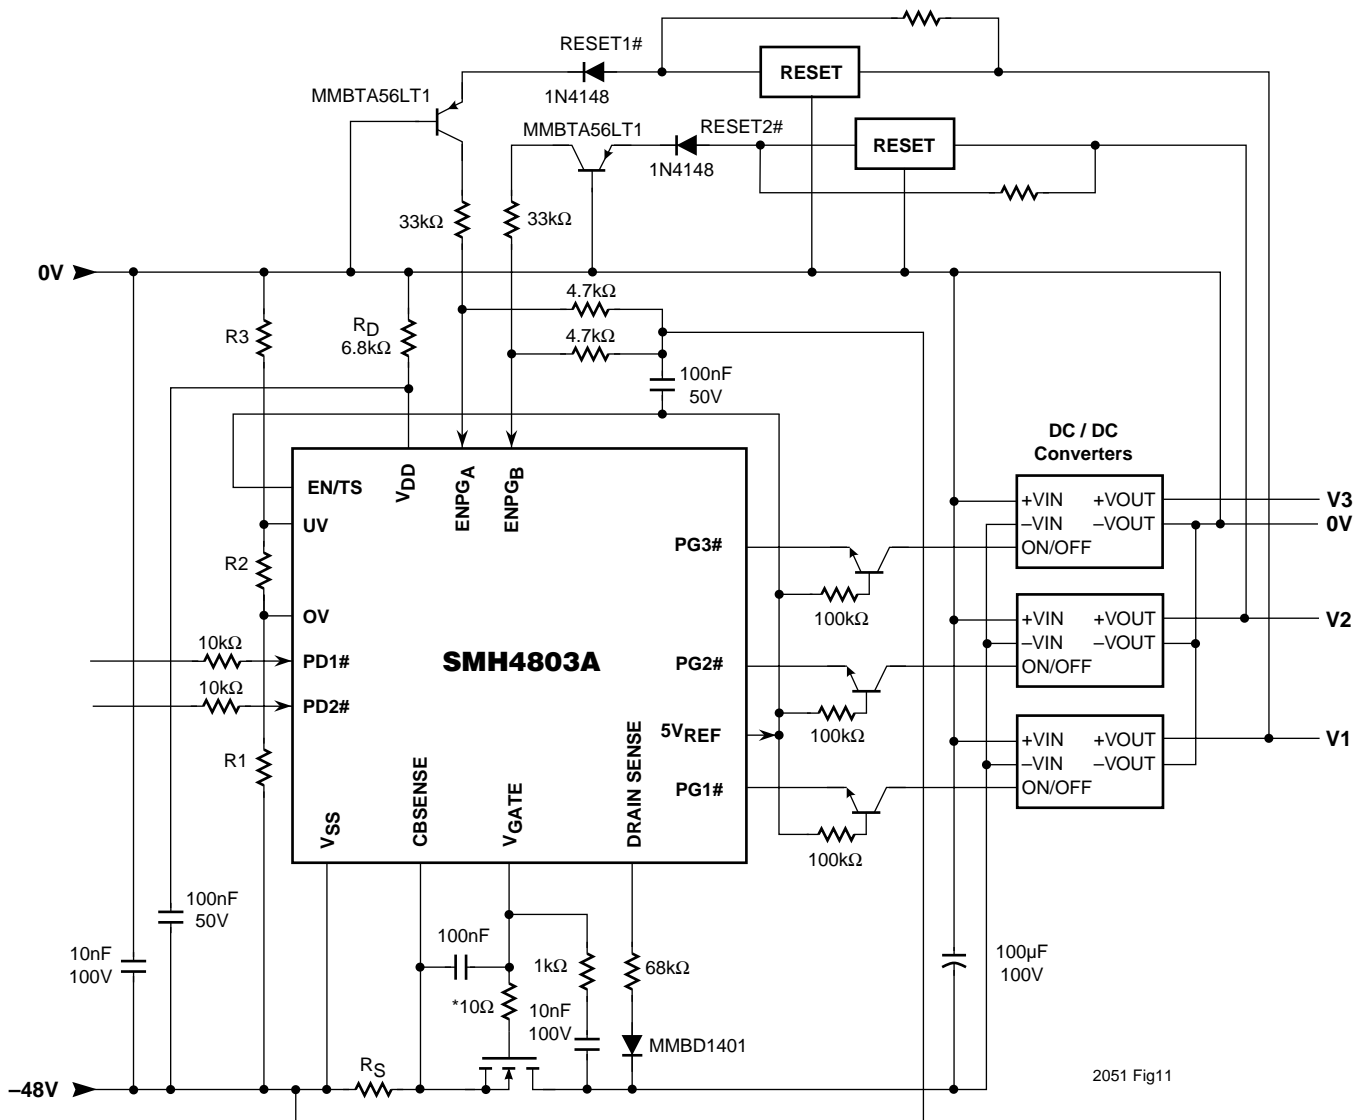 RESET1#
RESET
1N4148
MMBTA56LT1
MMBTA56LT1
RESET2#
RESET
1N4148
33kΩ
33kΩ
0V
4.7kΩ
4.7kΩ
R3
RD
6.8kΩ
100nF
50V
DC / DC
Converters
EN/TS
VDD
ENPGA
ENPGB
+VIN
+VOUT
V3
–VIN
–VOUT
0V
ON/OFF
UV
PG3#
R2
100kΩ
OV
+VIN
+VOUT
V2
–VIN
–VOUT
ON/OFF
10kΩ
PD1#
SMH4803A
PG2#
10kΩ
PD2#
5VREF
100kΩ
+VIN
+VOUT
V1
–VIN
–VOUT
ON/OFF
R1
PG1#
VSS
CBSENSE
VGATE
DRAIN SENSE
100kΩ
100nF
50V
10nF
100V
100nF
1kΩ
68kΩ
100µF
100V
*10Ω
10nF
100V
MMBD1401
RS
–48V
2051 Fig11